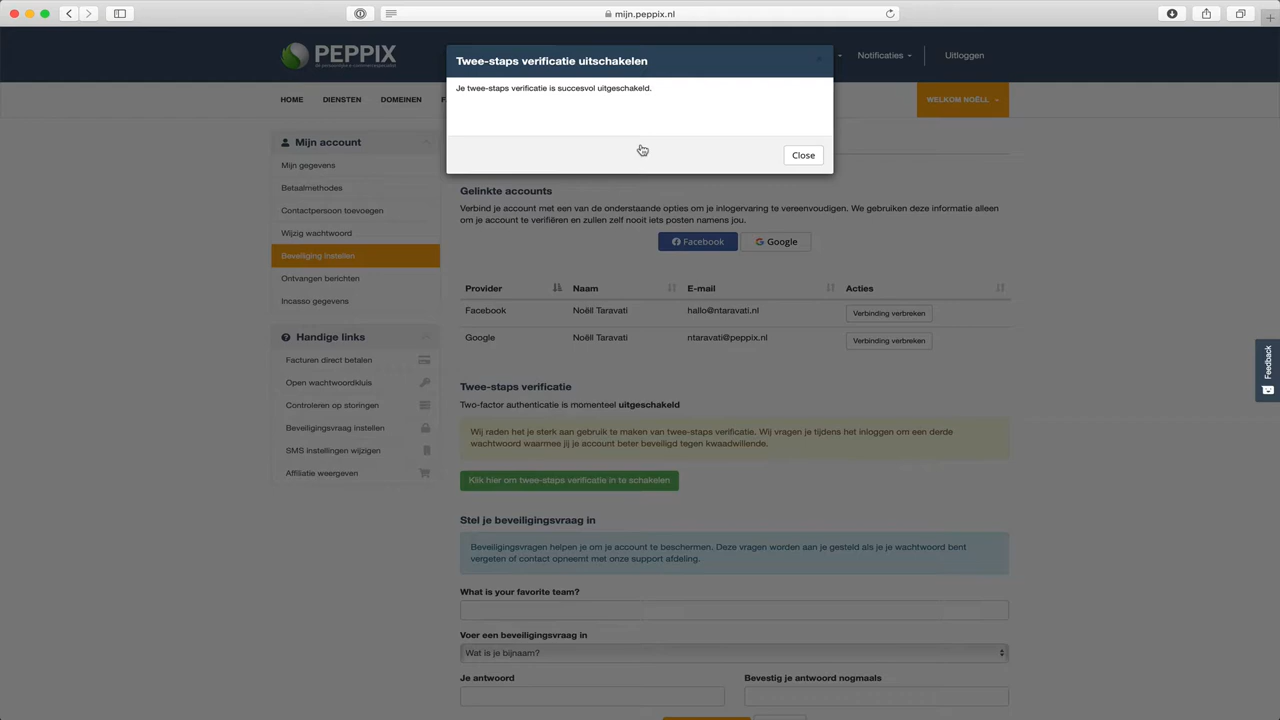 mijn.peppix.nl
PEPPIX
Twee-staps verificatie uitschakelen
Notificaties
Uitloggen
Je twee-staps verificatie is succesvol uitgeschakeld.
Close
HOME
DIENSTEN
DOMEINEN
WELKOM NOËLL
Mijn account
Mijn gegevens
Betaalmethodes
Contactpersoon toevoegen
Wijzig wachtwoord
Beveiliging instellen
Ontvangen berichten
Incasso gegevens
Handige links
Facturen direct betalen
Open wachtwoordkluis
Controleren op storingen
Beveiligingsvraag instellen
SMS Instellingen wijzigen
Affiliatie weergeven
Gelinkte accounts
Verbind je account met een van de onderstaande opties om je inlogervaring te vereenvoudigen. We gebruiken deze informatie alleen
om je account te verifiëren en zullen zelf nooit iets posten namens jou.
Facebook
Google
Provider Naam E-mail Acties
Facebook Noëll Taravati hallo@ntaravati.nl Verbinding verbreken
Google Noëll Taravati ntaravati@peppix.nl Verbinding verbreken
Twee-staps verificatie
Two-factor authenticatie is momenteel uitgeschakeld
Wij raden het je sterk aan gebruik te maken van twee-staps verificatie. Wij vragen je tijdens het inloggen om een derde
wachtwoord waarmee jij je account beter beveiligd tegen kwaadwillende.
Klik hier om twee-staps verificatie in te schakelen
Stel je beveiligingsvraag in
Beveiligingsvragen helpen je om je account te beschermen. Deze vragen worden aan je gesteld als je je wachtwoord bent
vergeten of contact opneemt met onze support afdeling.
What is your favorite team?
Voer een beveiligingsvraag in
Wat is je bijnaam?
Je antwoord
Bevestig je antwoord nogmaals
Feedback